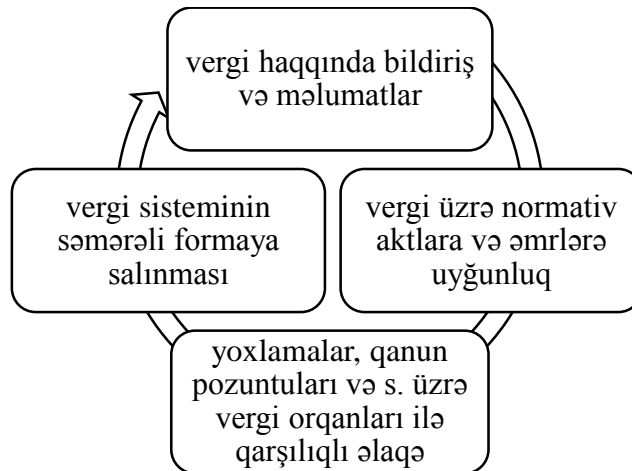 vergi haqqında bildiriş
və məlumatlar
vergi üzrə normativ
aktlara və əmrlərə
uyğunluq
yoxlamalar, qanun
pozuntuları və s. üzrə
vergi orqanları ilə
qarşılıqlı əlaqə
vergi sisteminin
səmərəli formaya
salınması